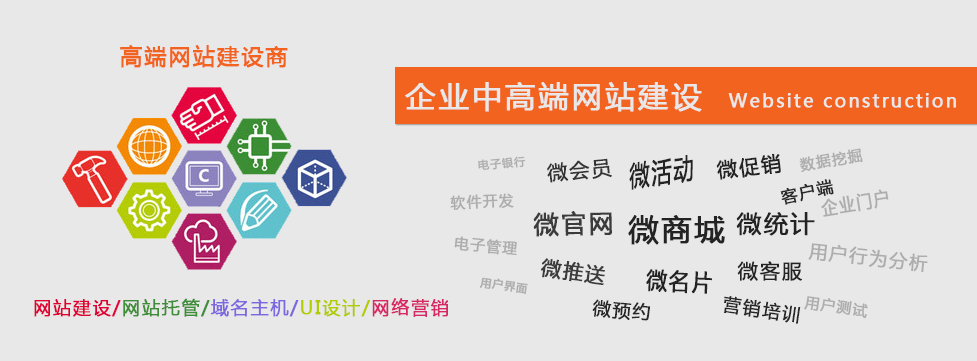 高端网站建设商
C
网站建设/网站托管/域名主机/UI设计/网络营销
企业中高端网站建设 Website construction
电子银行 微会员 微活动 微促销 数据挖掘
软件开发 客户端 企业门户
微官网 微商城 微统计
电子管理 用户行为分析
微推送 微名片 微客服
用户界面 微预约 营销培训 用户测试